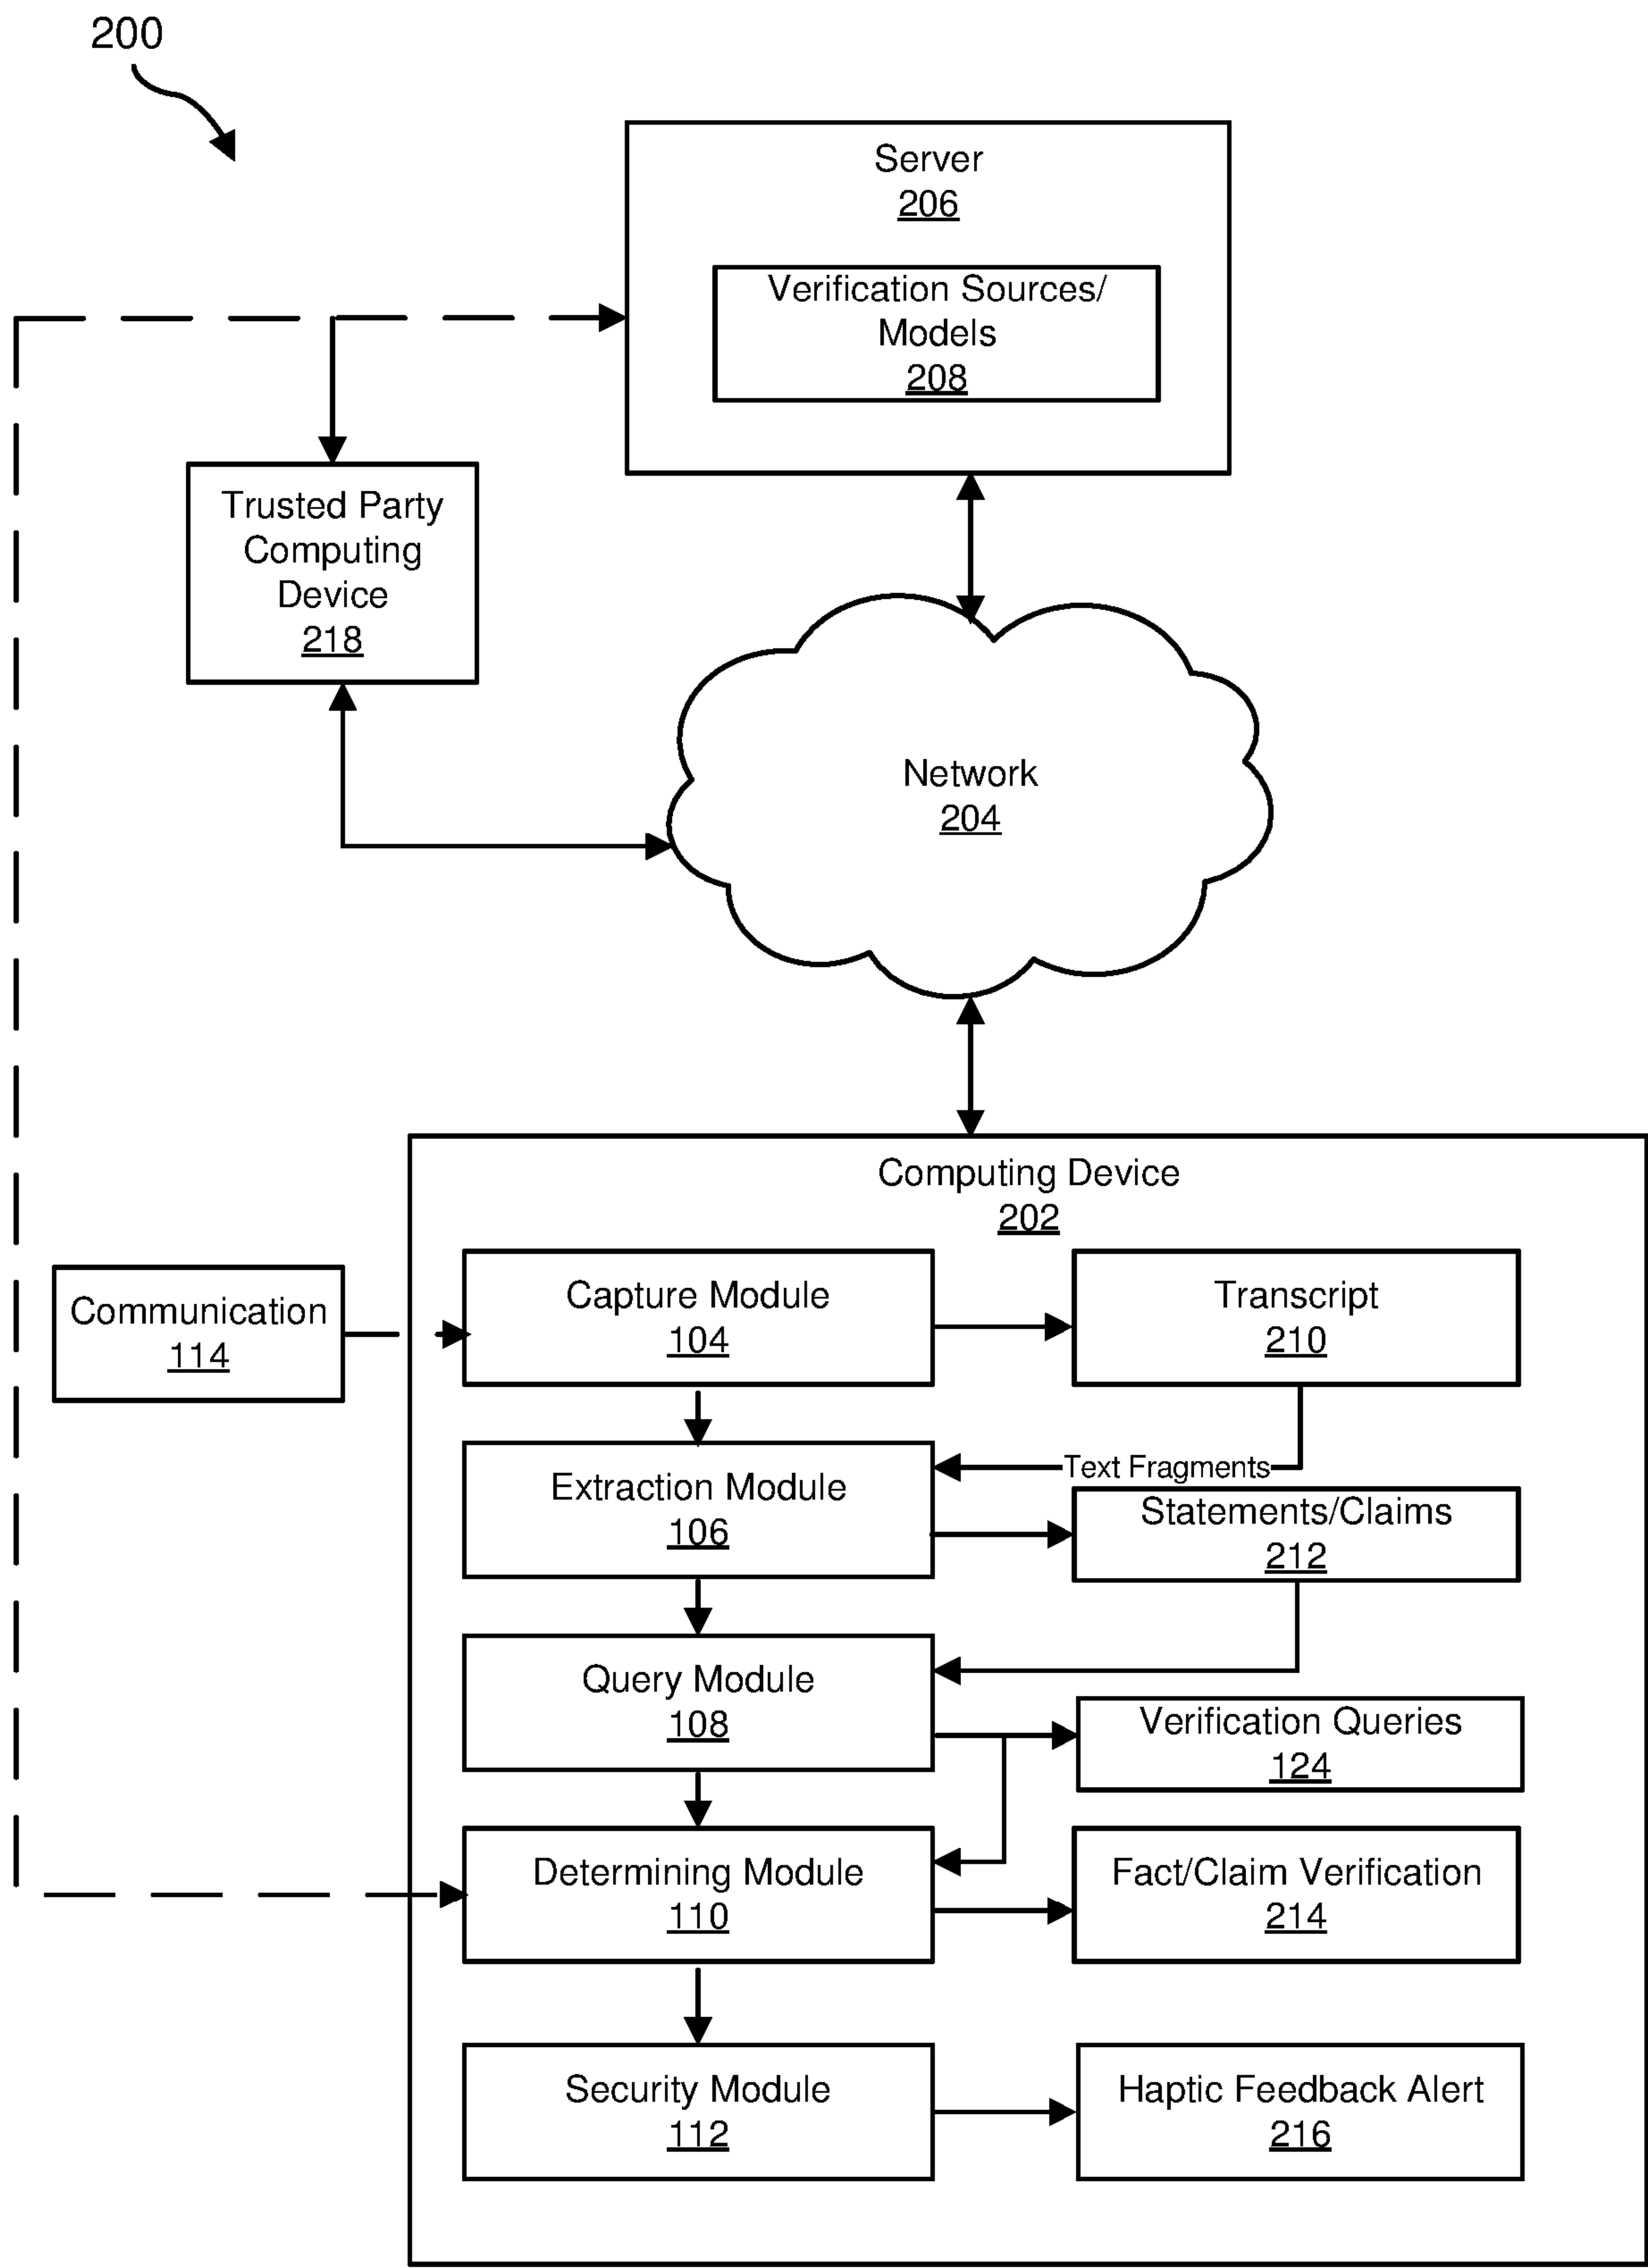 200
Server
206
Verification Sources/
Models
208
Trusted Party
Computing
Device
218
Network
204
Computing Device
202
Communication
114
Capture Module
104
Transcript
210
Text Fragments
Extraction Module
106
Statements/Claims
212
Query Module
108
Verification Queries
124
Determining Module
110
Fact/Claim Verification
214
Security Module
112
Haptic Feedback Alert
216